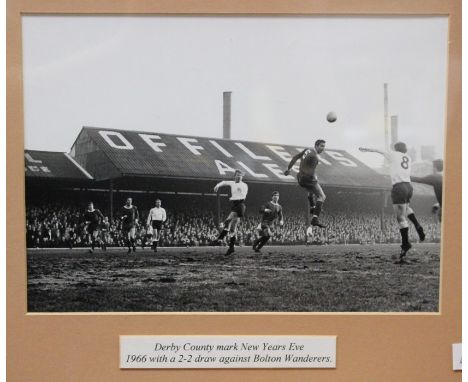 OFFILERS
ALES
8
Derby County mark New Years Eve
1966 with a 2-2 draw against Bolton Wanderers.